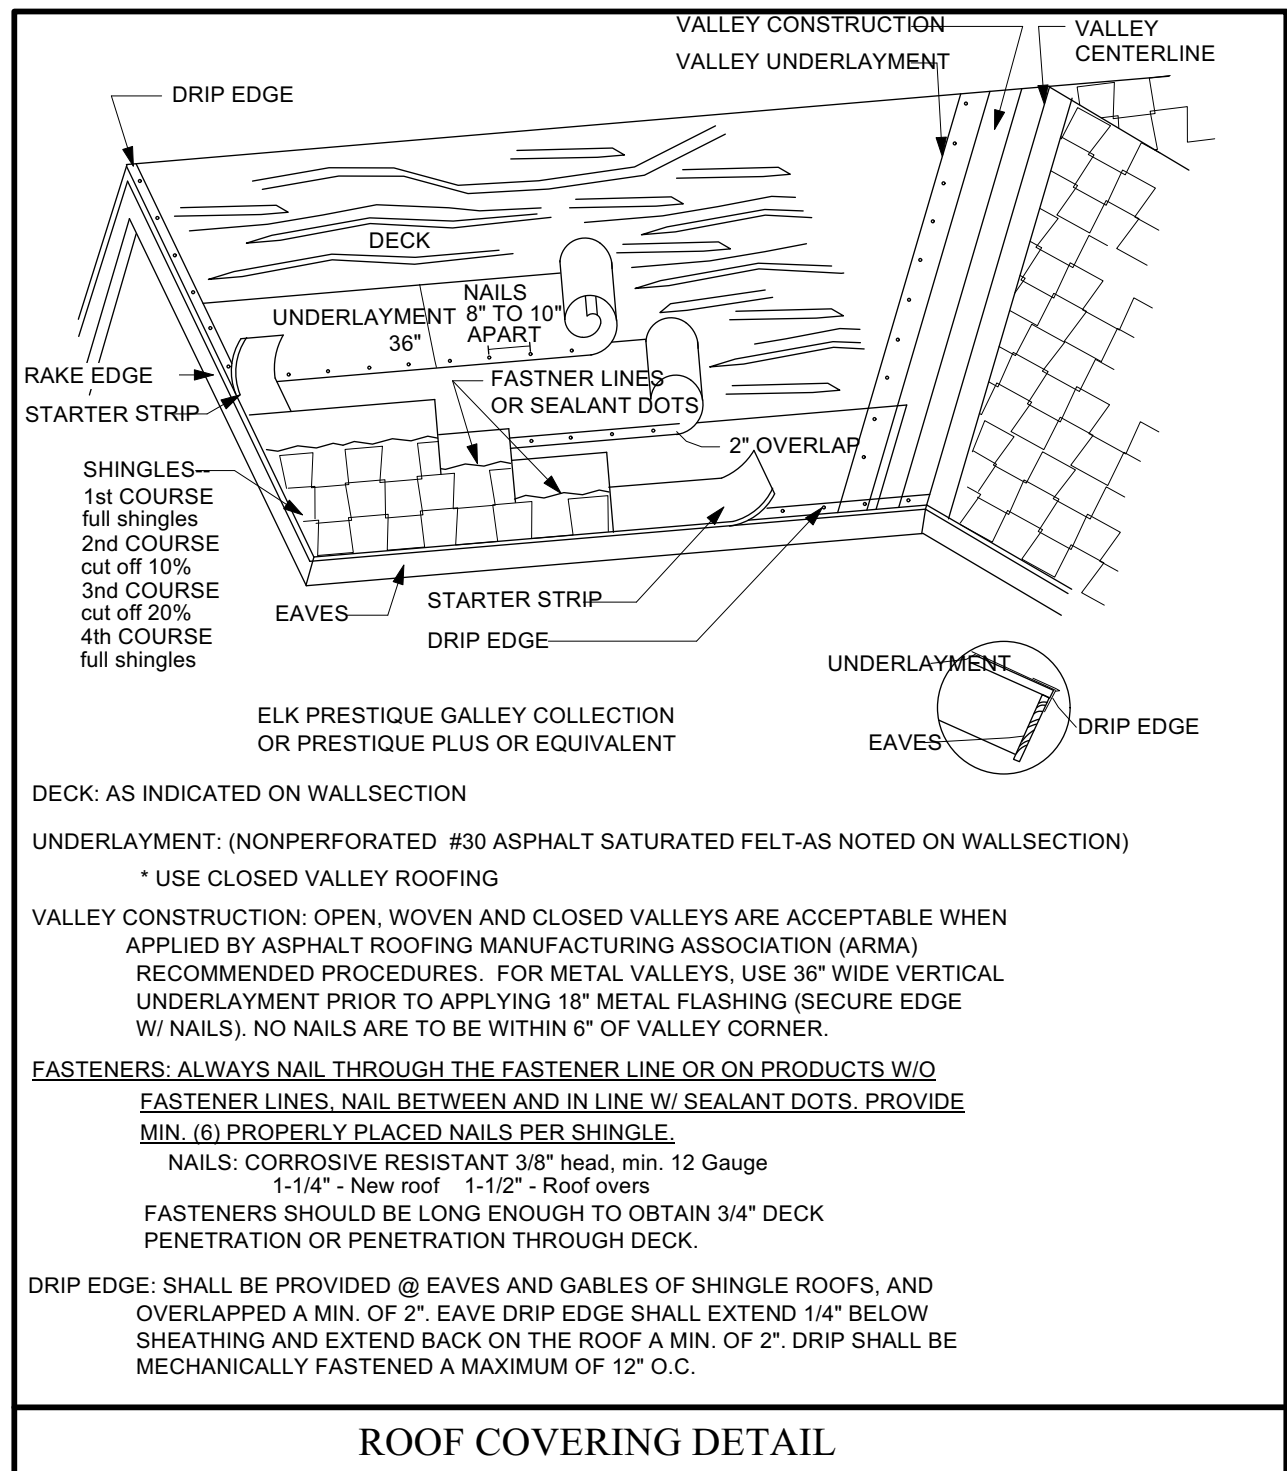 VALLEY CONSTRUCTION
VALLEY
CENTERLINE
VALLEY UNDERLAYMENT
DRIP EDGE
DECK
NAILS
8" TO 10"
APART
UNDERLAYMENT
36"
RAKE EDGE
STARTER STRIP
FASTNER LINES
OR SEALANT DOTS
2" OVERLAP
SHINGLES--
1st COURSE
full shingles
2nd COURSE
cut off 10%
3nd COURSE
cut off 20%
4th COURSE
full shingles
EAVES
STARTER STRIP
DRIP EDGE
UNDERLAYMENT
DRIP EDGE
EAVES
ELK PRESTIQUE GALLEY COLLECTION
OR PRESTIQUE PLUS OR EQUIVALENT
DECK: AS INDICATED ON WALLSECTION
UNDERLAYMENT: (NONPERFORATED #30 ASPHALT SATURATED FELT-AS NOTED ON WALLSECTION)
* USE CLOSED VALLEY ROOFING
VALLEY CONSTRUCTION: OPEN, WOVEN AND CLOSED VALLEYS ARE ACCEPTABLE WHEN
APPLIED BY ASPHALT ROOFING MANUFACTURING ASSOCIATION (ARMA)
RECOMMENDED PROCEDURES. FOR METAL VALLEYS, USE 36" WIDE VERTICAL
UNDERLAYMENT PRIOR TO APPLYING 18" METAL FLASHING (SECURE EDGE
W/ NAILS). NO NAILS ARE TO BE WITHIN 6" OF VALLEY CORNER.
FASTENERS: ALWAYS NAIL THROUGH THE FASTENER LINE OR ON PRODUCTS W/O
FASTENER LINES, NAIL BETWEEN AND IN LINE W/ SEALANT DOTS. PROVIDE
MIN. (6) PROPERLY PLACED NAILS PER SHINGLE.
NAILS: CORROSIVE RESISTANT 3/8" head, min. 12 Gauge
1-1/4" - New roof 1-1/2" - Roof overs
FASTENERS SHOULD BE LONG ENOUGH TO OBTAIN 3/4" DECK
PENETRATION OR PENETRATION THROUGH DECK.
DRIP EDGE: SHALL BE PROVIDED @ EAVES AND GABLES OF SHINGLE ROOFS, AND
OVERLAPPED A MIN. OF 2". EAVE DRIP EDGE SHALL EXTEND 1/4" BELOW
SHEATHING AND EXTEND BACK ON THE ROOF A MIN. OF 2". DRIP SHALL BE
MECHANICALLY FASTENED A MAXIMUM OF 12" O.C.
ROOF COVERING DETAIL